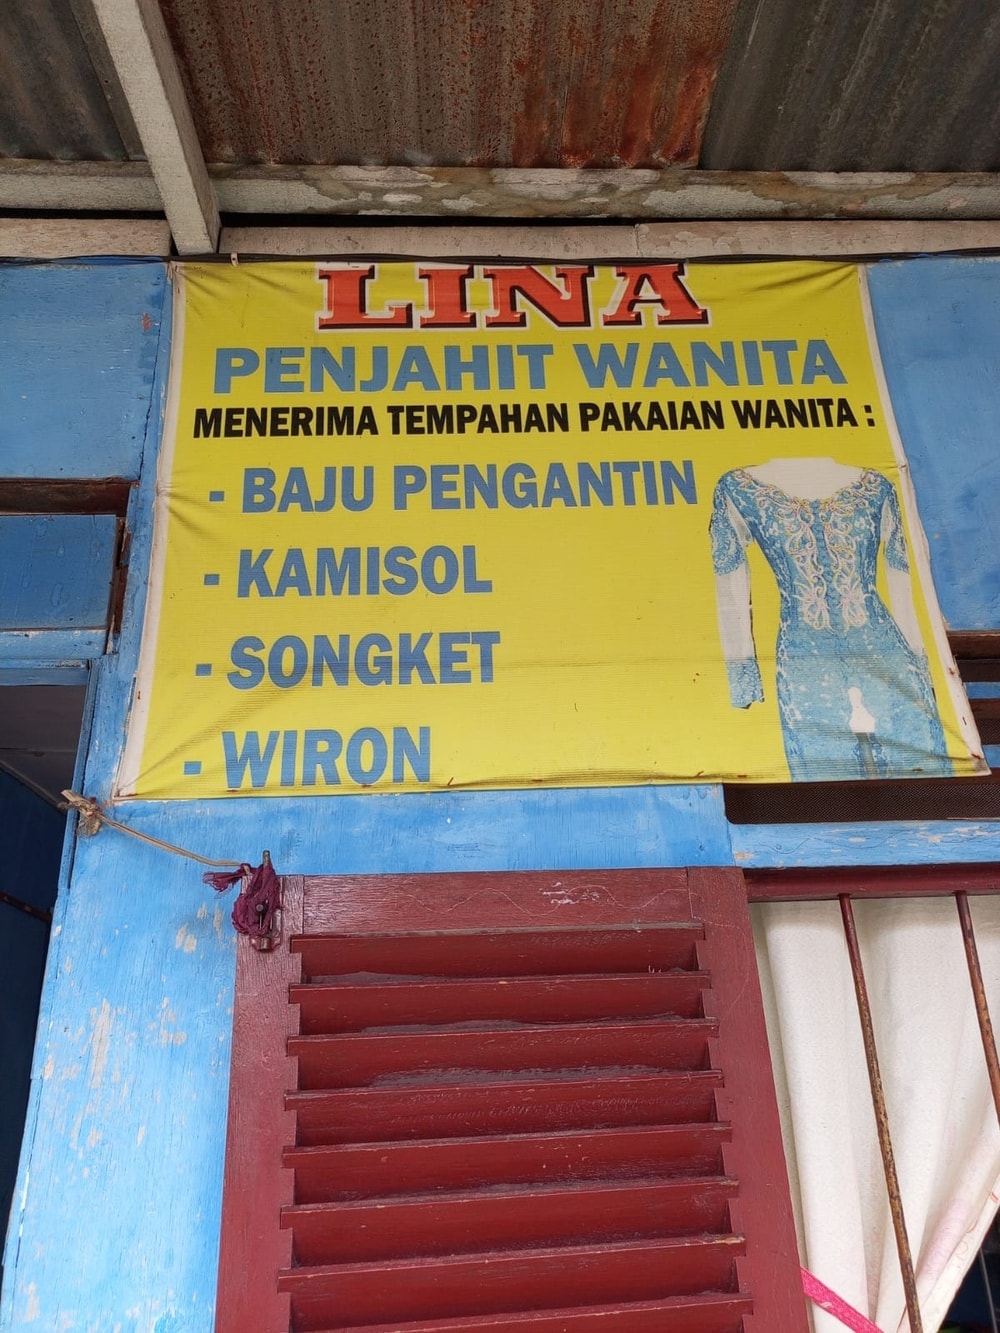 LINA
PENJAHIT WANITA
MENERIMA TEMPAHAN PAKAIAN WANITA :
- BAJU PENGANTIN
- KAMISOL
- SONGKET
- WIRON